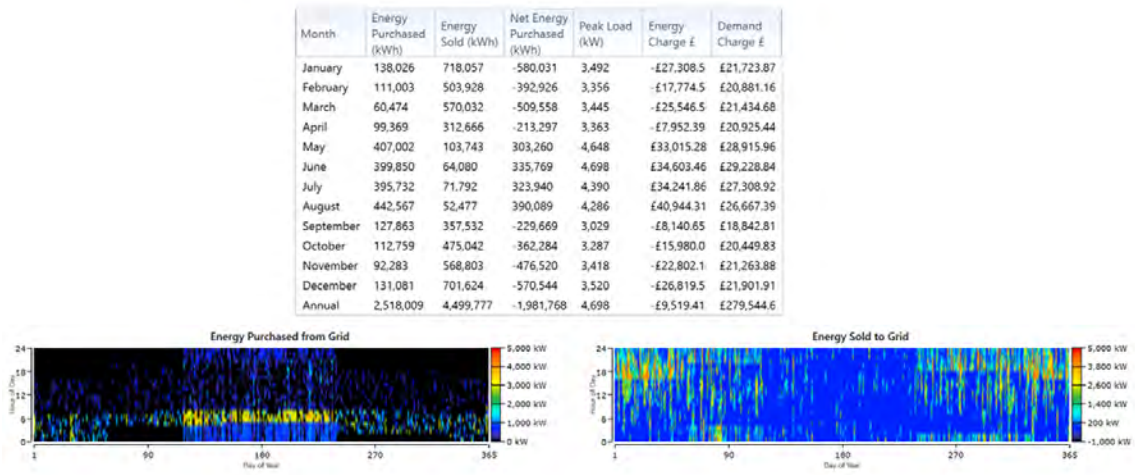 Month Energy Purchased (kWh) Energy Sold (kWh) Net Energy Purchased (kWh) Peak Load (kW) Energy Charge £ Demand Charge £
January 138,026 718,057 -580,031 3,492 -£27,308.5 £21,723.87
February 111,003 503,928 -392,926 3,356 -£17,774.5 £20,881.16
March 60,474 570,032 -509,558 3,445 -£25,546.5 £21,434.68
April 99,369 312,666 -213,297 3,363 -£7,952.39 £20,925.44
May 407,002 103,743 303,260 4,648 £33,015.28 £28,915.96
June 399,850 64,080 335,769 4,698 £34,603.46 £29,228.84
July 395,732 71,792 323,940 4,390 £34,241.86 £27,308.92
August 442,567 52,477 390,089 4,286 £40,944.31 £26,667.39
September 127,863 357,532 -229,669 3,029 -£8,140.65 £18,842.81
October 112,759 475,042 -362,284 3,287 -£15,980.0 £20,449.83
November 92,283 568,803 -476,520 3,418 -£22,802.1 £21,263.88
December 131,081 701,624 -570,544 3,520 -£26,819.5 £21,901.91
Annual 2,518,009 4,499,777 -1,981,768 4,698 -£9,519.41 £279,544.6
Energy Purchased from Grid
24
18
12
6
0
Hour of Day
5,000 kW
4,000 kW
3,000 kW
2,000 kW
1,000 kW
0 kW
1 90 180 270 365
Day of Year
Energy Sold to Grid
24
18
12
6
0
Hour of Day
5,000 kW
3,800 kW
2,600 kW
1,400 kW
200 kW
-1,000 kW
1 90 180 270 365
Day of Year